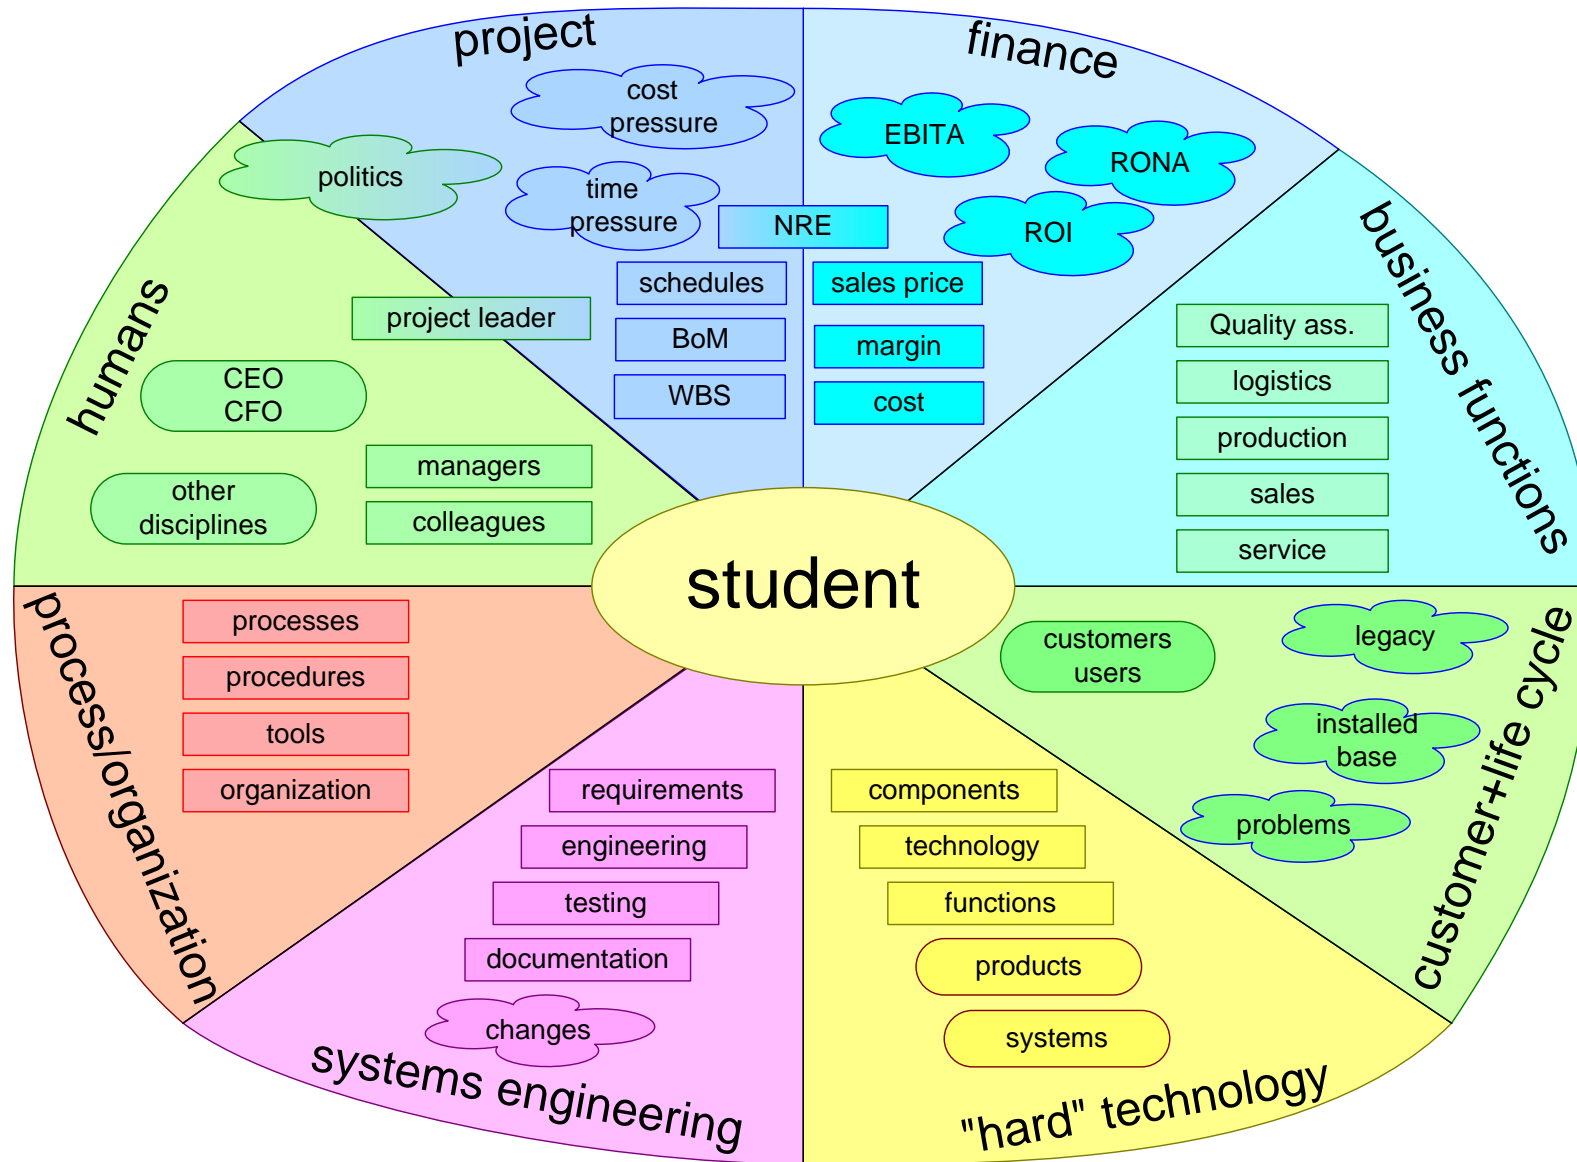 project
cost
pressure
time
pressure
politics
NRE
schedules
BoM
WBS
project leader
finance
EBITA
RONA
ROI
sales price
margin
cost
business functions
Quality ass.
logistics
production
sales
service
humans
CEO
CFO
managers
other
disciplines
colleagues
student
customer+life cycle
customers
users
legacy
installed
base
problems
process/organization
processes
procedures
tools
organization
systems engineering
requirements
engineering
testing
documentation
changes
"hard" technology
components
technology
functions
products
systems